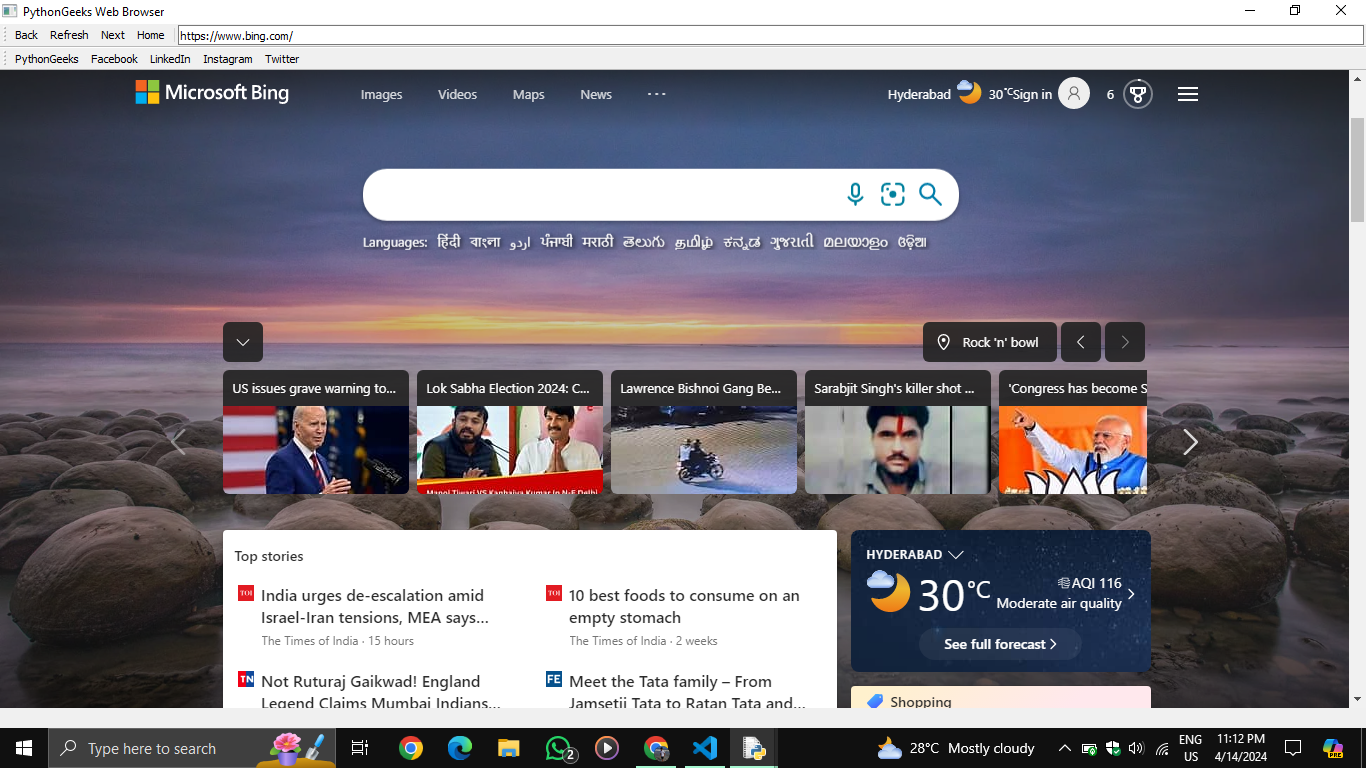 PythonGeeks Web Browser
Back Refresh Next Home https://www.bing.com/
PythonGeeks Facebook LinkedIn Instagram Twitter
Microsoft Bing Images Videos Maps News Hyderabad 30°C Sign in 6
Languages: हिंदी বাংলা اردو ਪੰਜਾਬੀ मराठी తెలుగు தமிழ் ಕನ್ನಡ ગુજરાતી മലയാളം ଓଡ଼ିଆ
Rock 'n' bowl
US issues grave warning to... Lok Sabha Election 2024: C... Lawrence Bishnoi Gang Be... Sarabjit Singh's killer shot ... 'Congress has become S
Manoj Tiwari VS Kanhaiya Kumar In N-E Delhi
Top stories
TOI India urges de-escalation amid
Israel-Iran tensions, MEA says...
The Times of India · 15 hours
TOI 10 best foods to consume on an
empty stomach
The Times of India · 2 weeks
TN Not Ruturaj Gaikwad! England
Legend Claims Mumbai Indians...
FE Meet the Tata family – From
Jamsetji Tata to Ratan Tata and...
HYDERABAD
30 °C
AQI 116
Moderate air quality
See full forecast
Shopping
Type here to search
2
28°C Mostly cloudy
ENG
US
11:12 PM
4/14/2024
PRE